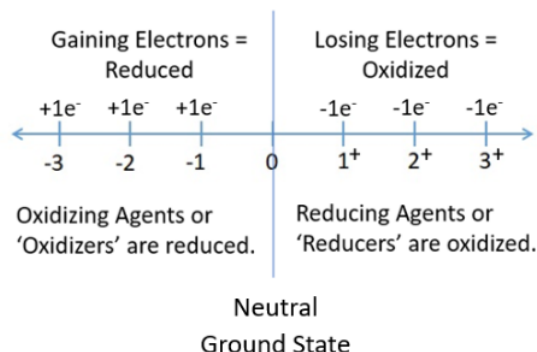 Gaining Electrons =
Reduced
Losing Electrons =
Oxidized
+1e⁻ +1e⁻ +1e⁻
-1e⁻ -1e⁻ -1e⁻
-3 -2 -1 0 1⁺ 2⁺ 3⁺
Oxidizing Agents or
‘Oxidizers’ are reduced.
Reducing Agents or
‘Reducers’ are oxidized.
Neutral
Ground State